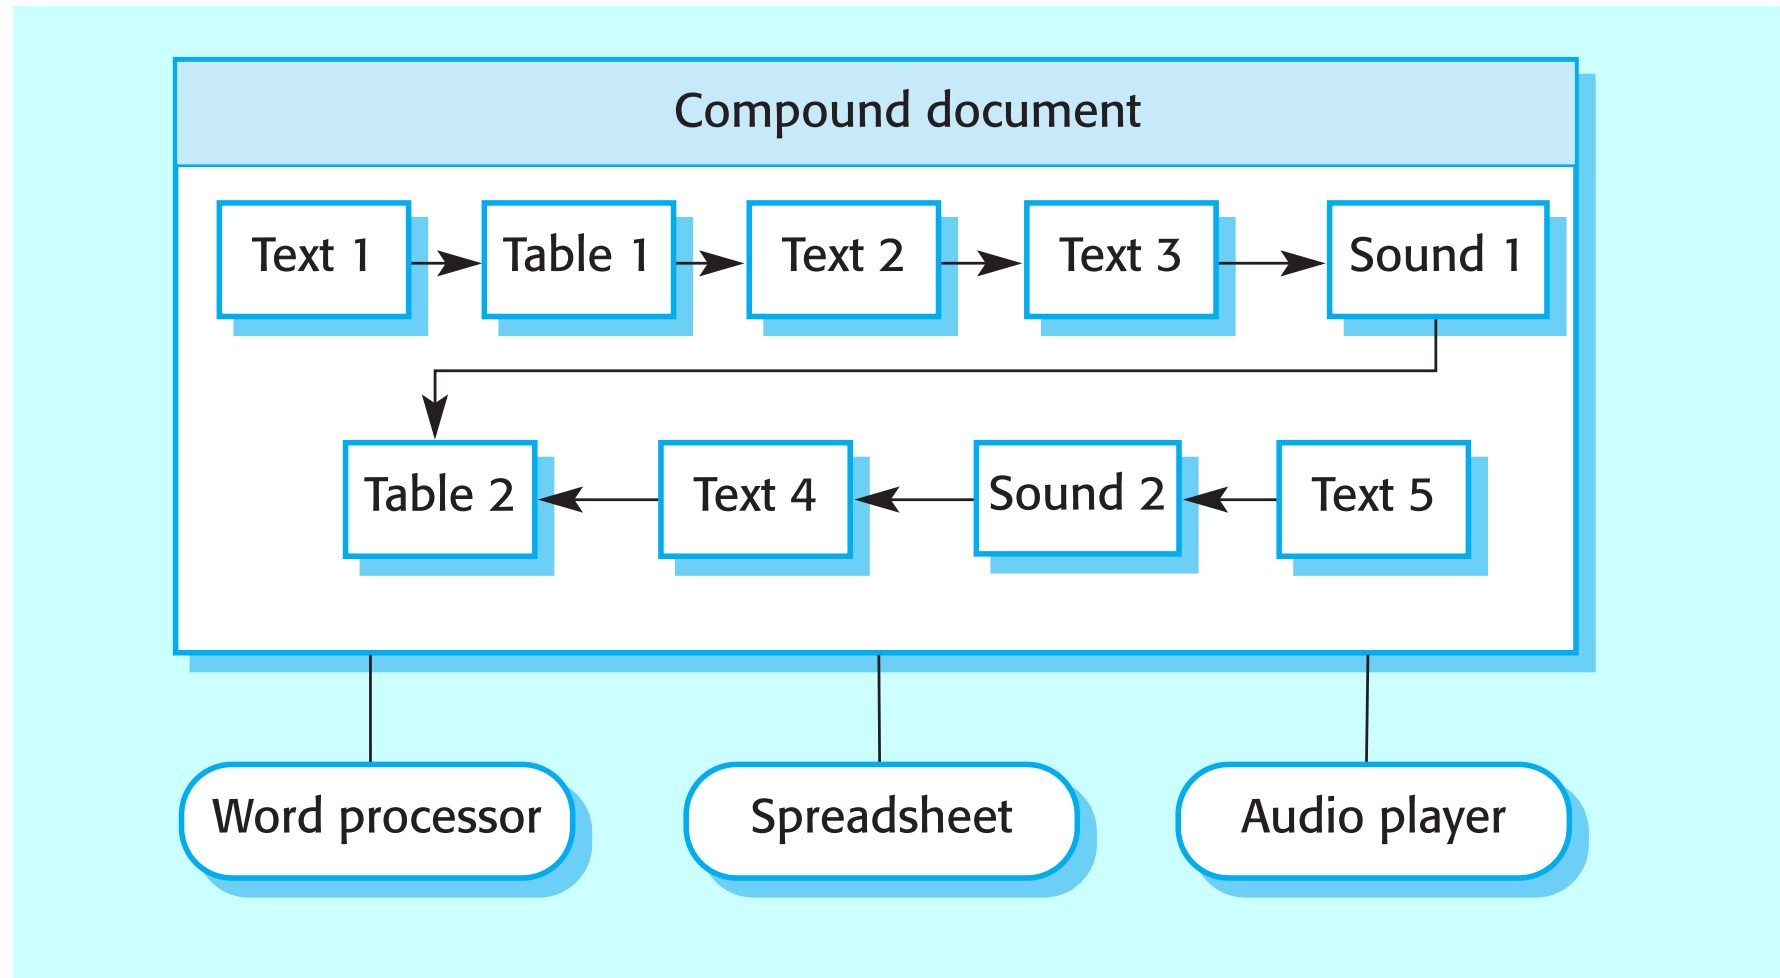 Compound document
Text 1
Table 1
Text 2
Text 3
Sound 1
Table 2
Text 4
Sound 2
Text 5
Word processor
Spreadsheet
Audio player